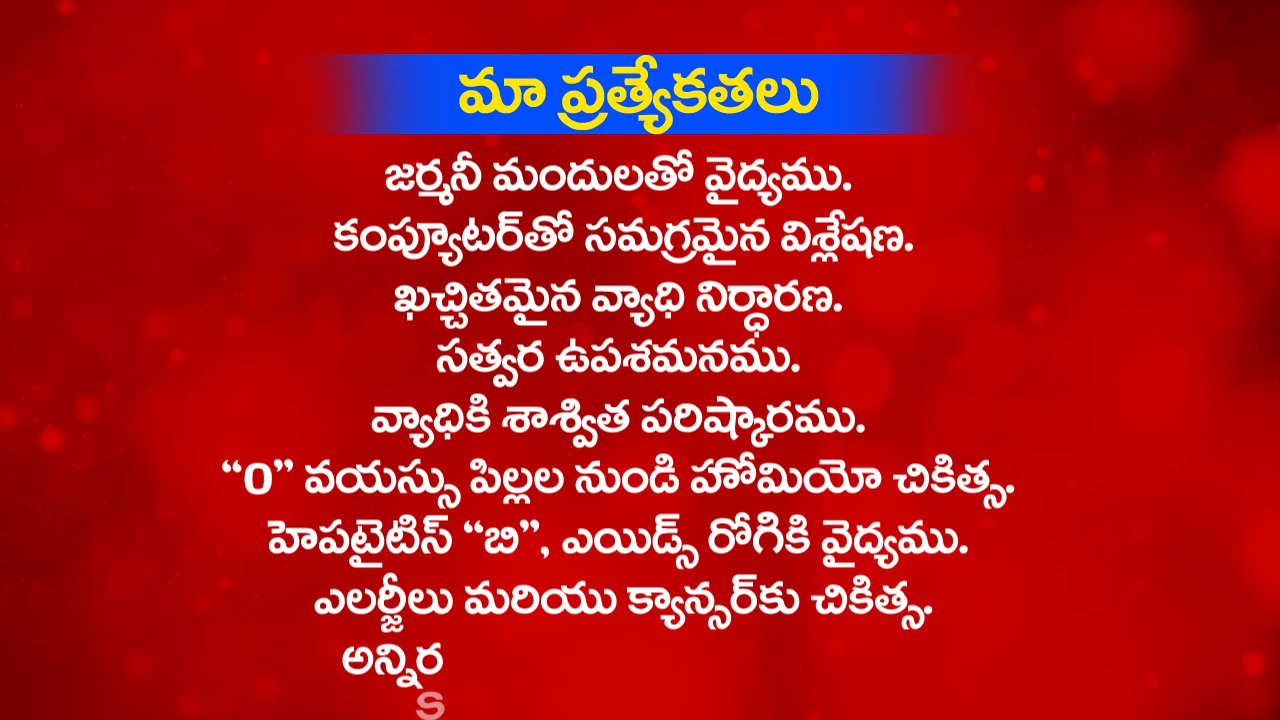 మా ప్రత్యేకతలు
జర్మనీ మందులతో వైద్యము.
కంప్యూటర్‌తో సమగ్రమైన విశ్లేషణ.
ఖచ్చితమైన వ్యాధి నిర్ధారణ.
సత్వర ఉపశమనము.
వ్యాధికి శాశ్విత పరిష్కారము.
“0” వయస్సు పిల్లల నుండి హోమియో చికిత్స.
హెపటైటిస్ “బి”, ఎయిడ్స్ రోగికి వైద్యము.
ఎలర్జీలు మరియు క్యాన్సర్‌కు చికిత్స.
అన్నిర